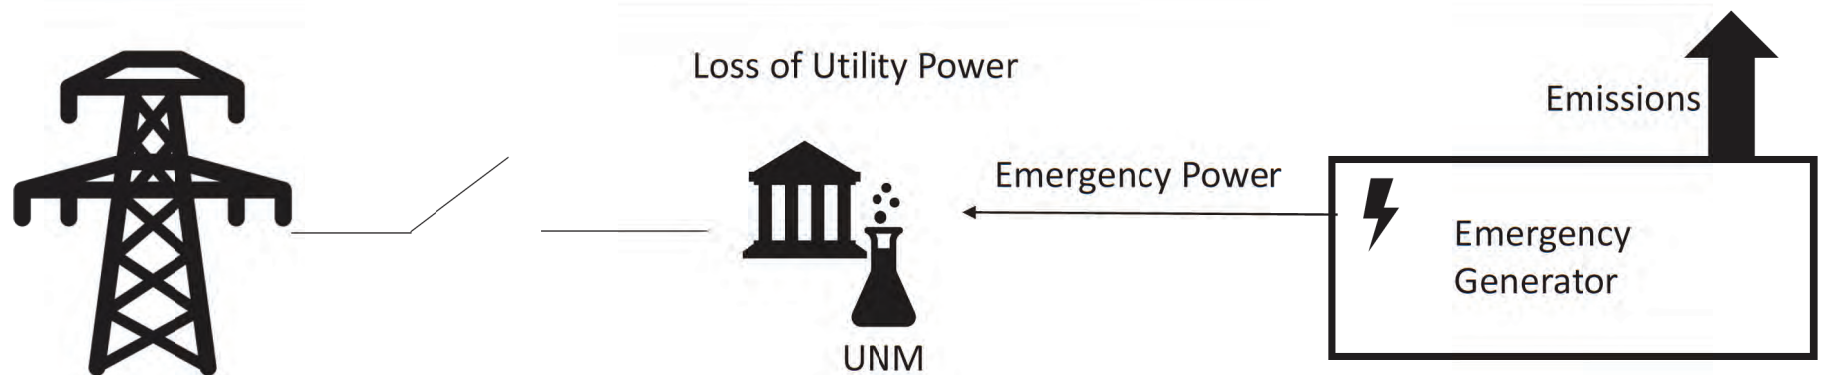 Loss of Utility Power
Emissions
Emergency Power
Emergency
Generator
UNM